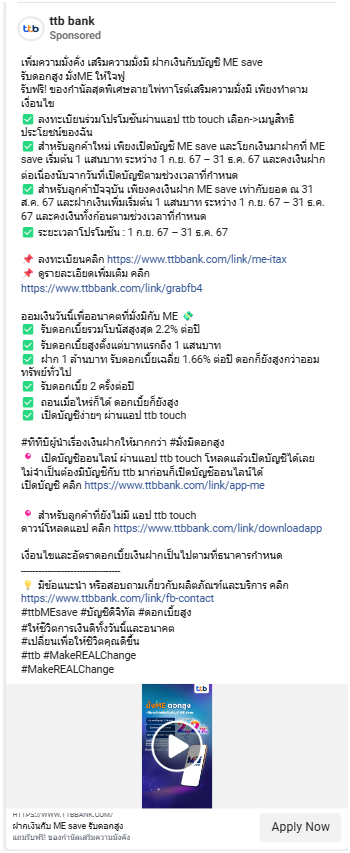 ttb bank
Sponsored
เพิ่มความมั่งคั่ง เสริมความมั่งมี ฝากเงินกับบัญชี ME save
รับดอกสูง มั่งME ให้ใจฟู
รับฟรี! ของกำนัลสุดพิเศษลายไพ่ทาโรต์เสริมความมั่งมี เพียงทำตาม
เงื่อนไข
✅ ลงทะเบียนร่วมโปรโมชันผ่านแอป ttb touch เลือก->เมนูสิทธิ
ประโยชน์ของฉัน
✅ สำหรับลูกค้าใหม่ เพียงเปิดบัญชี ME save และโยกเงินมาฝากที่ ME
save เริ่มต้น 1 แสนบาท ระหว่าง 1 ก.ย. 67 – 31 ธ.ค. 67 และคงเงินฝาก
ต่อเนื่องนับจากวันที่เปิดบัญชีตามช่วงเวลาที่กำหนด
✅ สำหรับลูกค้าปัจจุบัน เพียงคงเงินฝาก ME save เท่ากับยอด ณ 31
ส.ค. 67 และฝากเงินเพิ่มเริ่มต้น 1 แสนบาท ระหว่าง 1 ก.ย. 67 – 31 ธ.ค.
67 และคงเงินทั้งก้อนตามช่วงเวลาที่กำหนด
✅ ระยะเวลาโปรโมชัน : 1 ก.ย. 67 – 31 ธ.ค. 67
📌 ลงทะเบียนคลิก https://www.ttbbank.com/link/me-itax
📌 ดูรายละเอียดเพิ่มเติม คลิก
https://www.ttbbank.com/link/grabfb4
ออมเงินวันนี้เพื่ออนาคตที่มั่งมีกับ ME 💸
✅ รับดอกเบี้ยรวมโบนัสสูงสุด 2.2% ต่อปี
✅ รับดอกเบี้ยสูงตั้งแต่บาทแรกถึง 1 แสนบาท
✅ ฝาก 1 ล้านบาท รับดอกเบี้ยเฉลี่ย 1.66% ต่อปี ดอกก็ยังสูงกว่าออม
ทรัพย์ทั่วไป
✅ รับดอกเบี้ย 2 ครั้งต่อปี
✅ ถอนเมื่อไหร่ก็ได้ ดอกเบี้ยก็ยังสูง
✅ เปิดบัญชีง่ายๆ ผ่านแอป ttb touch
#ทีทีบีผู้นำเรื่องเงินฝากให้มากกว่า #มั่งมีดอกสูง
📍 เปิดบัญชีออนไลน์ ผ่านแอป ttb touch โหลดแล้วเปิดบัญชีได้เลย
ไม่จำเป็นต้องมีบัญชีกับ ttb มาก่อนก็เปิดบัญชีออนไลน์ได้
เปิดบัญชี คลิก https://www.ttbbank.com/link/app-me
📍 สำหรับลูกค้าที่ยังไม่มี แอป ttb touch
ดาวน์โหลดแอป คลิก https://www.ttbbank.com/link/downloadapp
เงื่อนไขและอัตราดอกเบี้ยเงินฝากเป็นไปตามที่ธนาคารกำหนด
----------------------------------
💡 มีข้อแนะนำ หรือสอบถามเกี่ยวกับผลิตภัณฑ์และบริการ คลิก
https://www.ttbbank.com/link/fb-contact
#ttbMEsave #บัญชีดิจิทัล #ดอกเบี้ยสูง
#ให้ชีวิตการเงินดีทั้งวันนี้และอนาคต
#เปลี่ยนเพื่อให้ชีวิตคุณดีขึ้น
#ttb #MakeREALChange
#MakeREALChange
ttb
มั่งME ดอกสูง
HTTPS://WWW.TTBBANK.COM/
ฝากเงินกับ ME save รับดอกสูง
แถมรับฟรี! ของกำนัลเสริมความมั่งคั่ง
Apply Now